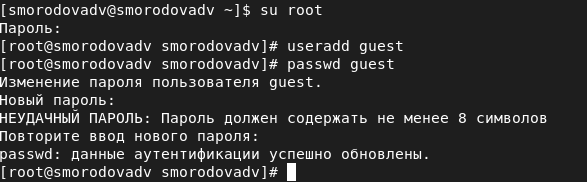 [smorodovadv@smorodovadv ~]$ su root
Пароль:
[root@smorodovadv smorodovadv]# useradd guest
[root@smorodovadv smorodovadv]# passwd guest
Изменение пароля пользователя guest.
Новый пароль:
НЕУДАЧНЫЙ ПАРОЛЬ: Пароль должен содержать не менее 8 символов
Повторите ввод нового пароля:
passwd: данные аутентификации успешно обновлены.
[root@smorodovadv smorodovadv]#